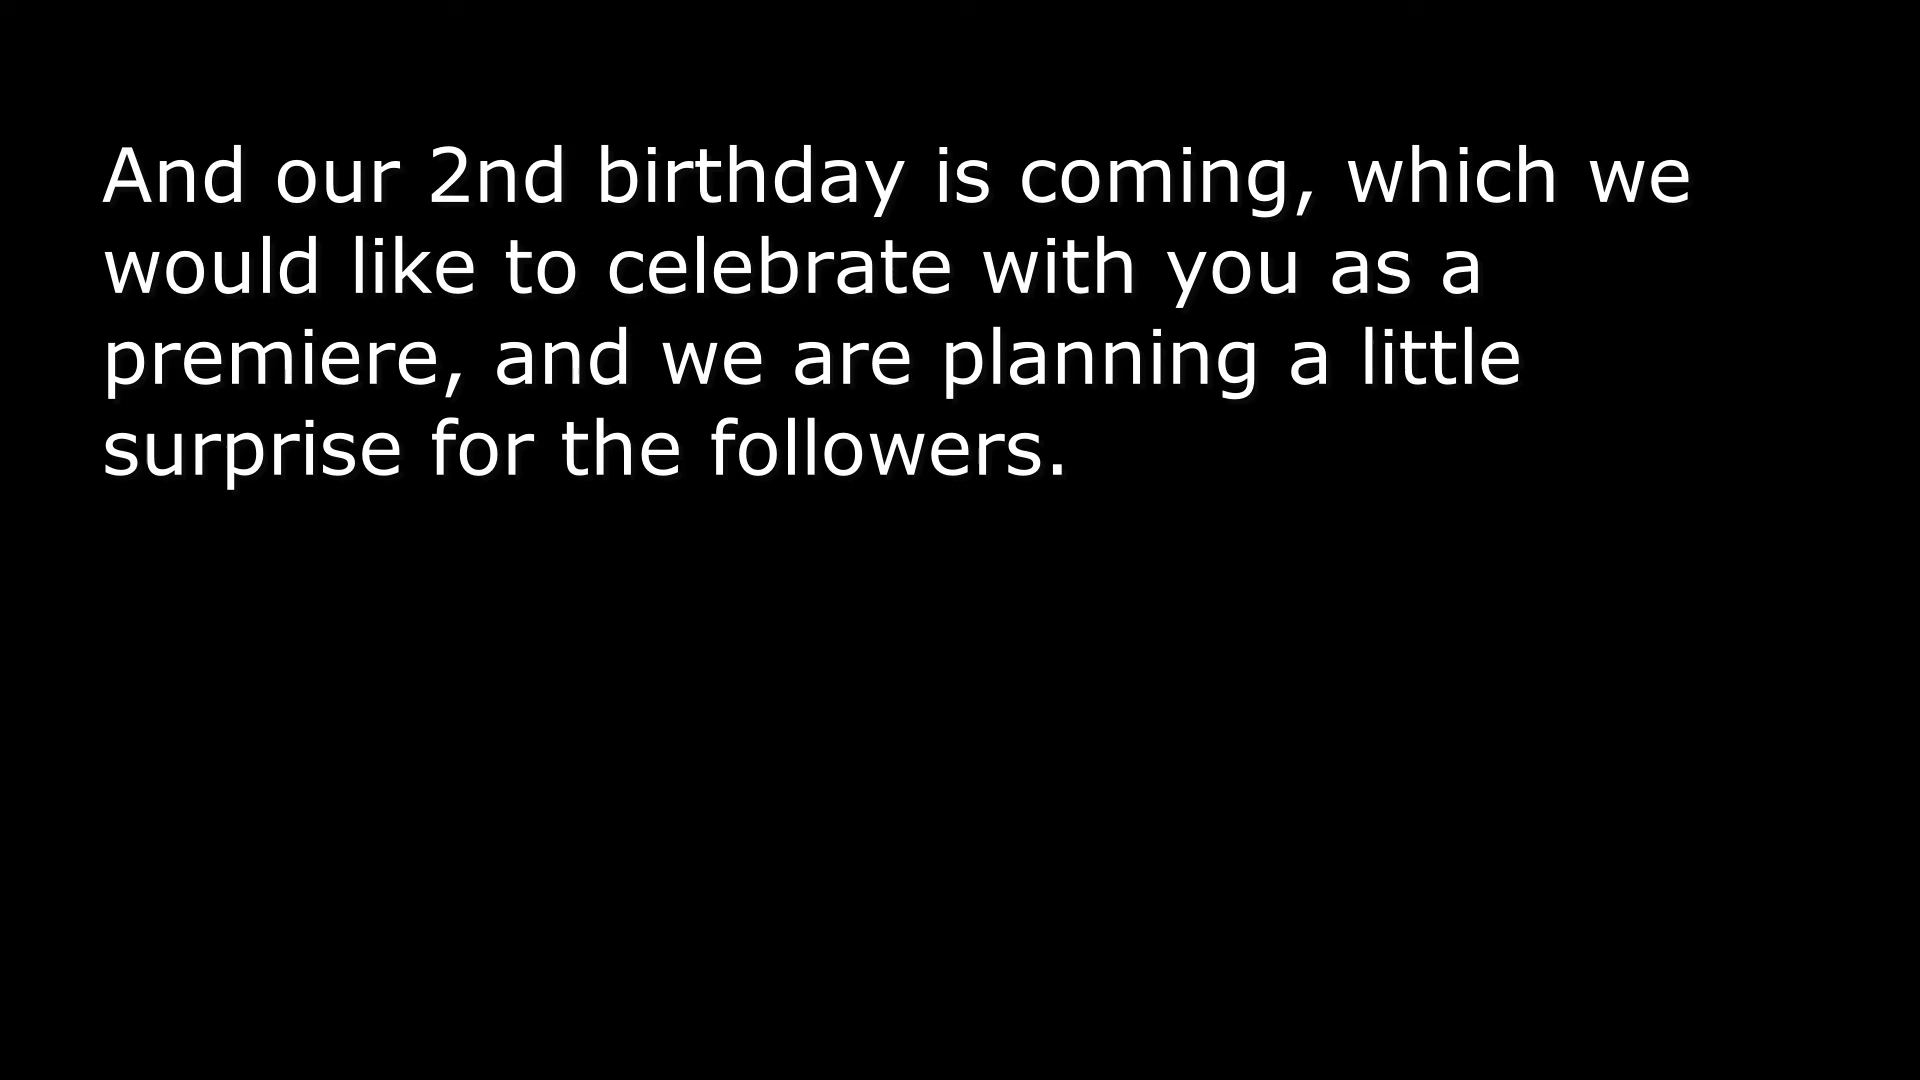 And our 2nd birthday is coming, which we
would like to celebrate with you as a
premiere, and we are planning a little
surprise for the followers.